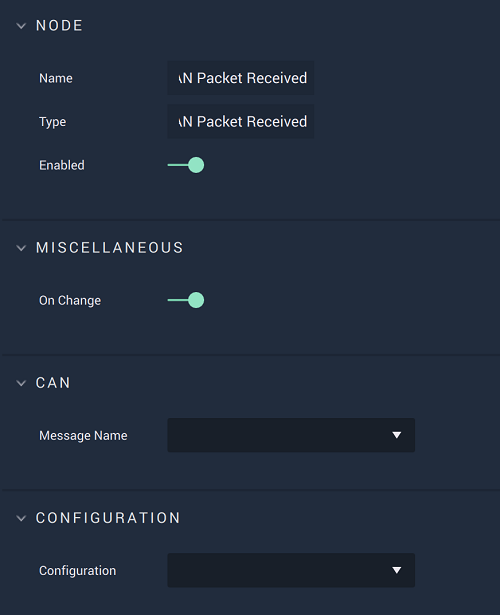 NODE
Name
AN Packet Received
Type
AN Packet Received
Enabled
MISCELLANEOUS
On Change
CAN
Message Name
CONFIGURATION
Configuration